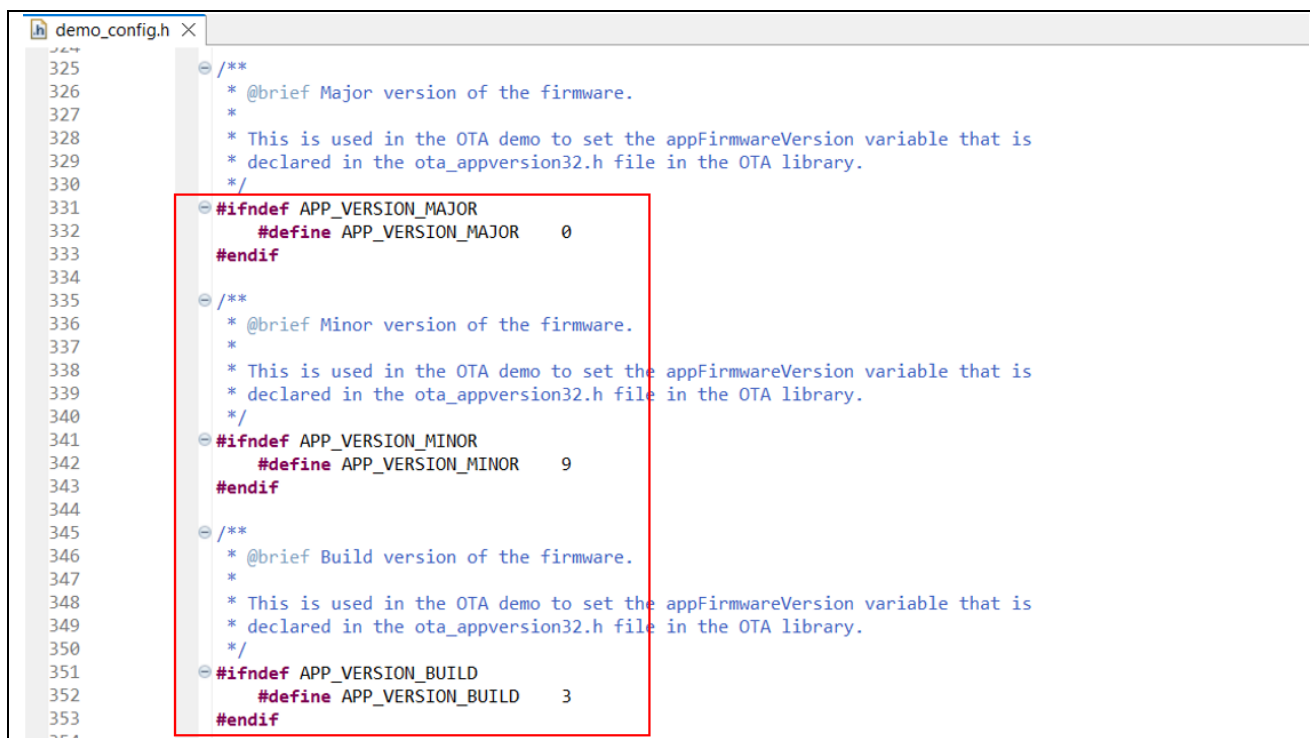 demo_config.h
324
325 /**
326 * @brief Major version of the firmware.
327 *
328 * This is used in the OTA demo to set the appFirmwareVersion variable that is
329 * declared in the ota_appversion32.h file in the OTA library.
330 */
331 #ifndef APP_VERSION_MAJOR
332 #define APP_VERSION_MAJOR 0
333 #endif
334
335 /**
336 * @brief Minor version of the firmware.
337 *
338 * This is used in the OTA demo to set the appFirmwareVersion variable that is
339 * declared in the ota_appversion32.h file in the OTA library.
340 */
341 #ifndef APP_VERSION_MINOR
342 #define APP_VERSION_MINOR 9
343 #endif
344
345 /**
346 * @brief Build version of the firmware.
347 *
348 * This is used in the OTA demo to set the appFirmwareVersion variable that is
349 * declared in the ota_appversion32.h file in the OTA library.
350 */
351 #ifndef APP_VERSION_BUILD
352 #define APP_VERSION_BUILD 3
353 #endif